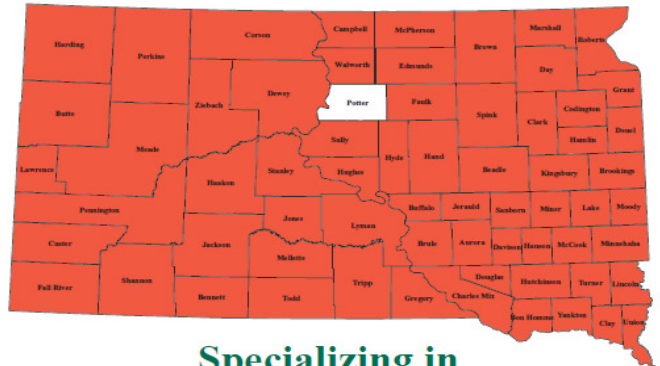 Harding
Perkins
Corson
Campbell
McPherson
Brown
Marshall
Roberts
Walworth
Edmunds
Day
Butte
Ziebach
Dewey
Potter
Faulk
Spink
Clark
Codington
Grant
Hamlin
Deuel
Meade
Sully
Hyde
Hand
Lawrence
Haakon
Stanley
Hughes
Beadle
Kingsbury
Brookings
Pennington
Jones
Lyman
Buffalo
Jerauld
Sanborn
Miner
Lake
Moody
Custer
Jackson
Mellette
Brule
Aurora
Davison
Hanson
McCook
Minnehaha
Fall River
Shannon
Bennett
Todd
Tripp
Gregory
Charles Mix
Douglas
Hutchinson
Turner
Lincoln
Bon Homme
Yankton
Clay
Union
Specializing in